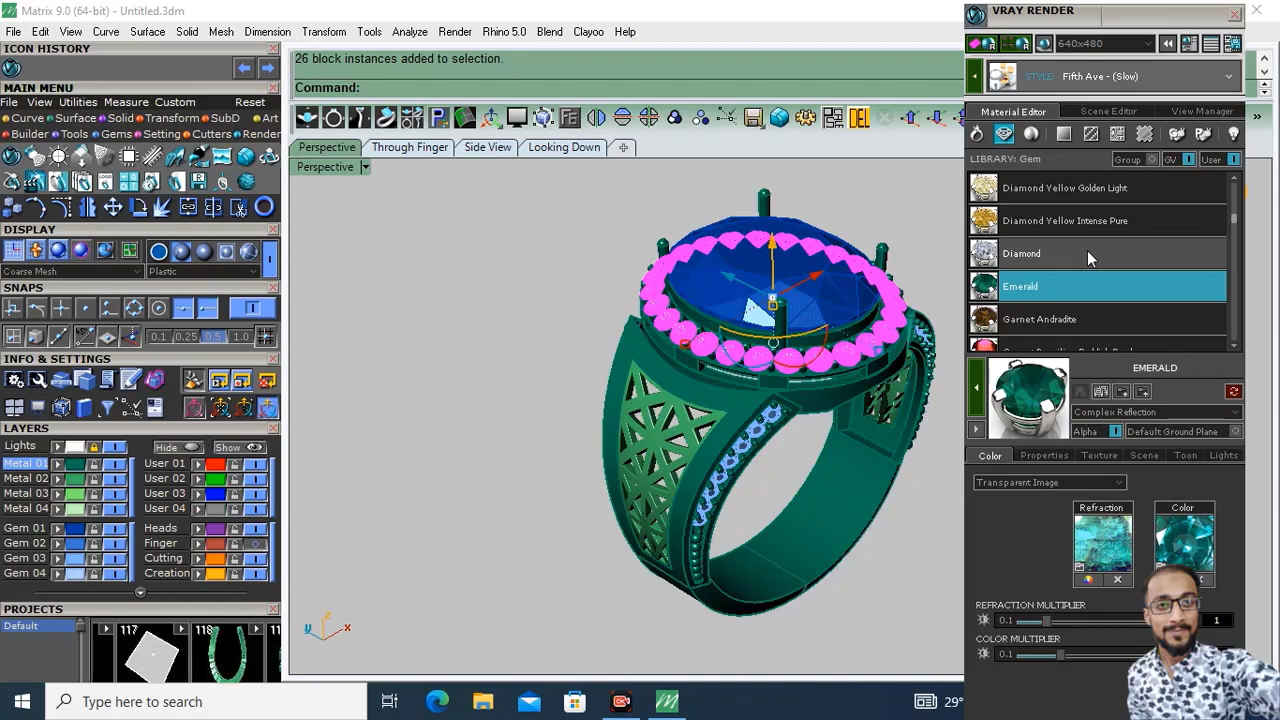 Matrix 9.0 (64-bit) - Untitled.3dm
File Edit View Curve Surface Solid Mesh Dimension Transform Tools Analyze Render Rhino 5.0 Blend Clayoo Help
ICON HISTORY
26 block instances added to selection.
Command:
MAIN MENU
File View Utilities Measure Custom Reset
Curve Surface Solid Transform SubD Art
Builder Tools Gems Setting Cutters Render
Perspective Through Finger Side View Looking Down
Perspective
DISPLAY
Coarse Mesh Plastic
SNAPS
0.1 0.25 0.5 1.0
INFO & SETTINGS
LAYERS
Lights Hide Show
Metal 01 User 01
Metal 02 User 02
Metal 03 User 03
Metal 04 User 04
Gem 01 Heads
Gem 02 Finger
Gem 03 Cutting
Gem 04 Creation
PROJECTS
Default
117 118
z
y x
VRAY RENDER
640x480
STYLE: Fifth Ave - (Slow)
Material Editor Scene Editor View Manager
LIBRARY: Gem Group GV User
Diamond Yellow Golden Light
Diamond Yellow Intense Pure
Diamond
Emerald
Garnet Andradite
EMERALD
Complex Reflection
Alpha Default Ground Plane
Color Properties Texture Scene Toon Lights
Transparent Image
Refraction Color
REFRACTION MULTIPLIER
0.1 1
COLOR MULTIPLIER
0.1
Type here to search
29°